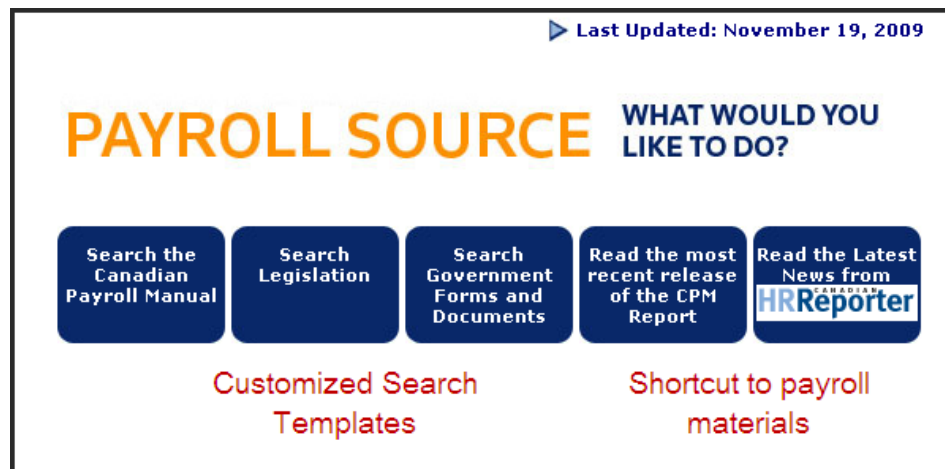 Last Updated: November 19, 2009
PAYROLL SOURCE
WHAT WOULD YOU
LIKE TO DO?
Search the
Canadian
Payroll Manual
Search
Legislation
Search
Government
Forms and
Documents
Read the most
recent release
of the CPM
Report
Read the Latest
News from
CANADIAN
HRReporter
Customized Search
Templates
Shortcut to payroll
materials